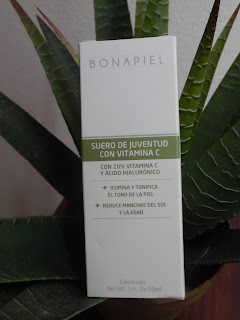 BONAPIEL
SUERO DE JUVENTUD
CON VITAMINA C
CON 20% VITAMINA C
Y ÁCIDO HIALURÓNICO
+ ILUMINA Y TONIFICA
EL TONO DE LA PIEL
+ REDUCE MANCHAS DEL SOL
Y LA EDAD